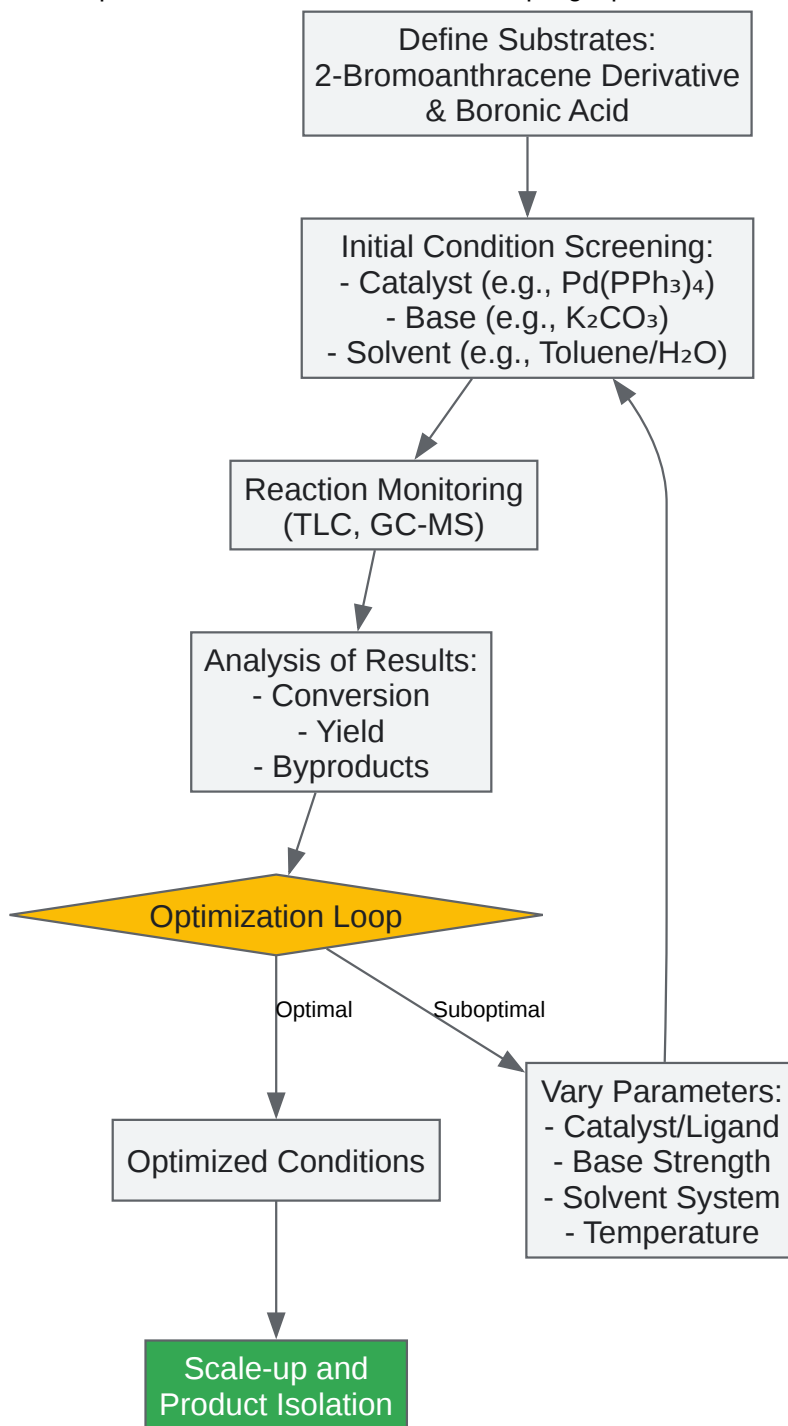 Define Substrates:
2-Bromoanthracene Derivative
& Boronic Acid
Initial Condition Screening:
- Catalyst (e.g., Pd(PPh₃)₄)
- Base (e.g., K₂CO₃)
- Solvent (e.g., Toluene/H₂O)
Reaction Monitoring
(TLC, GC-MS)
Analysis of Results:
- Conversion
- Yield
- Byproducts
Optimization Loop
Optimal
Suboptimal
Vary Parameters:
- Catalyst/Ligand
- Base Strength
- Solvent System
- Temperature
Optimized Conditions
Scale-up and
Product Isolation